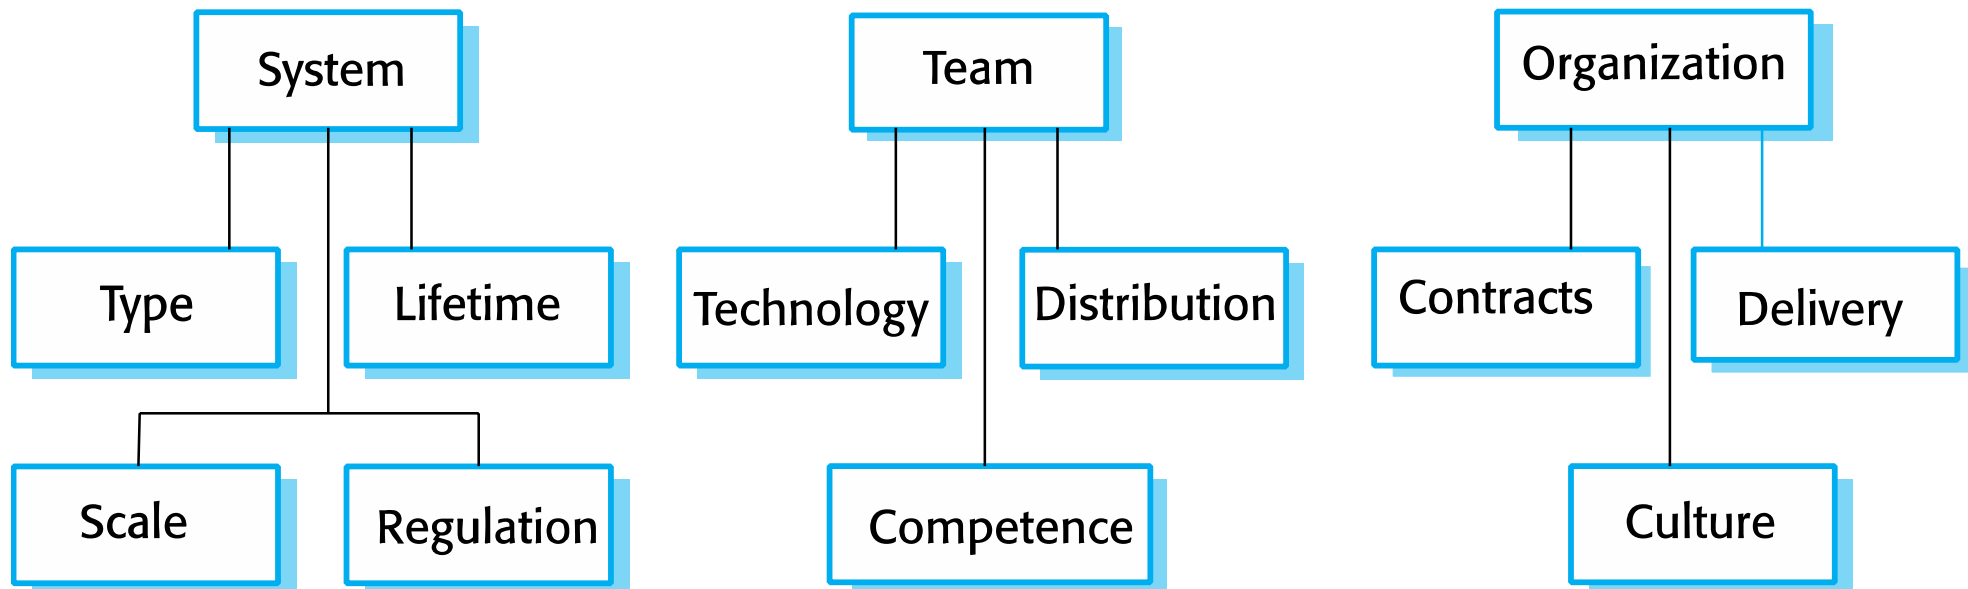 System
Team
Organization
Type
Lifetime
Technology
Distribution
Contracts
Delivery
Scale
Regulation
Competence
Culture